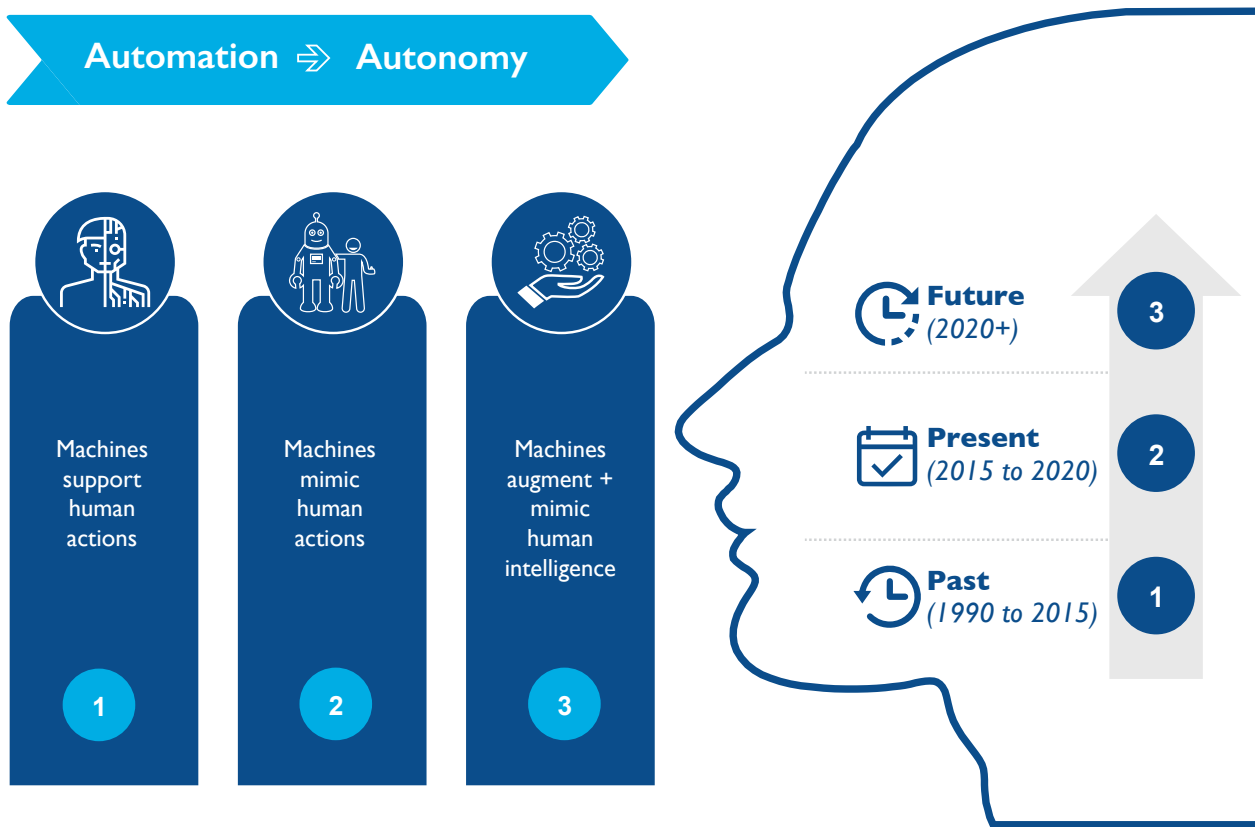 Automation ⇨ Autonomy
Machines
support
human
actions
1
Machines
mimic
human
actions
2
Machines
augment +
mimic
human
intelligence
3
Future
(2020+)
3
Present
(2015 to 2020)
2
Past
(1990 to 2015)
1